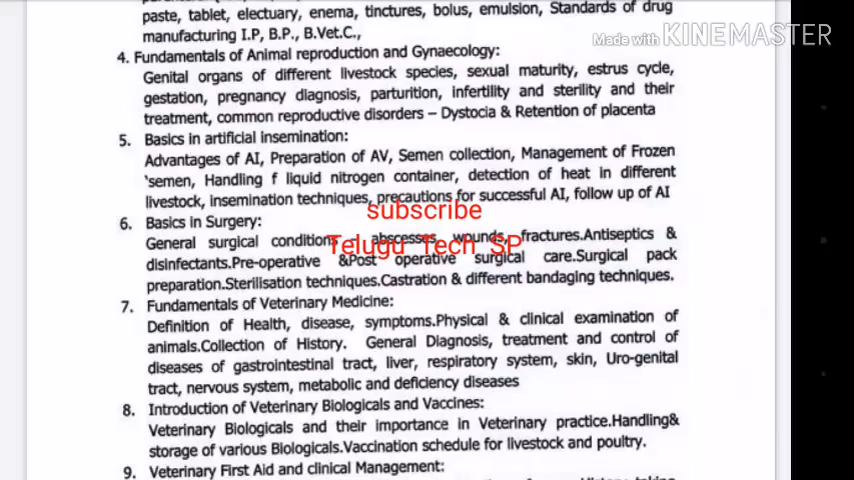 paste, tablet, electuary, enema, tinctures, bolus, emulsion, Standards of drug
manufacturing I.P, B.P., B.Vet.C.,
Made with KINEMASTER
4. Fundamentals of Animal reproduction and Gynaecology:
Genital organs of different livestock species, sexual maturity, estrus cycle,
gestation, pregnancy diagnosis, parturition, infertility and sterility and their
treatment, common reproductive disorders – Dystocia & Retention of placenta
5. Basics in artificial insemination:
Advantages of AI, Preparation of AV, Semen collection, Management of Frozen
'semen, Handling f liquid nitrogen container, detection of heat in different
livestock, insemination techniques, precautions for successful AI, follow up of AI
subscribe
6. Basics in Surgery:
General surgical conditions – abscesses, wounds, fractures.Antiseptics &
Telugu Tech SP
disinfectants.Pre-operative &Post operative surgical care.Surgical pack
preparation.Sterilisation techniques.Castration & different bandaging techniques.
7. Fundamentals of Veterinary Medicine:
Definition of Health, disease, symptoms.Physical & clinical examination of
animals.Collection of History. General Diagnosis, treatment and control of
diseases of gastrointestinal tract, liver, respiratory system, skin, Uro-genital
tract, nervous system, metabolic and deficiency diseases
8. Introduction of Veterinary Biologicals and Vaccines:
Veterinary Biologicals and their importance in Veterinary practice.Handling&
storage of various Biologicals.Vaccination schedule for livestock and poultry.
9. Veterinary First Aid and clinical Management: